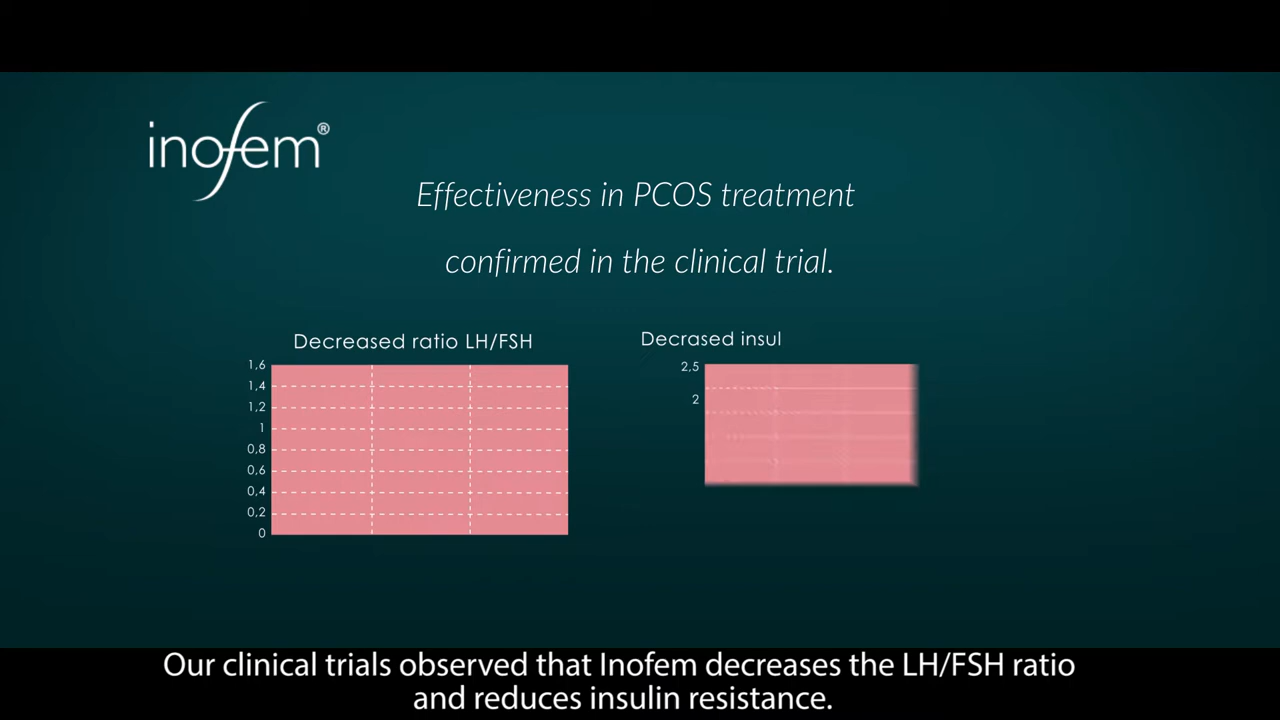 inofem®
Effectiveness in PCOS treatment
confirmed in the clinical trial.
Decreased ratio LH/FSH
1,6
1,4
1,2
1
0,8
0,6
0,4
0,2
0
Decrased insul
2,5
2
Our clinical trials observed that Inofem decreases the LH/FSH ratio
and reduces insulin resistance.